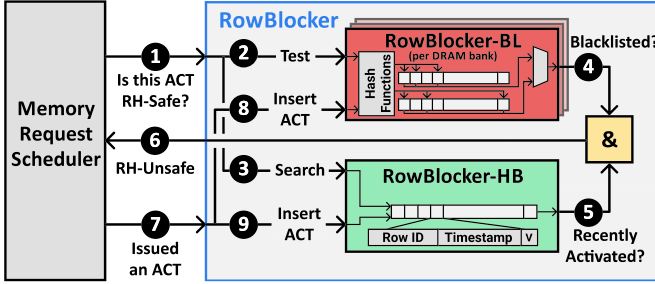 RowBlocker
Memory
Request
Scheduler
1
Is this ACT
RH-Safe?
2
Test
8
Insert
ACT
RowBlocker-BL
(per DRAM bank)
Hash
Functions
Blacklisted?
4
6
RH-Unsafe
&
3
Search
7
Issued
an ACT
9
Insert
ACT
RowBlocker-HB
Row ID
Timestamp
V
5
Recently
Activated?